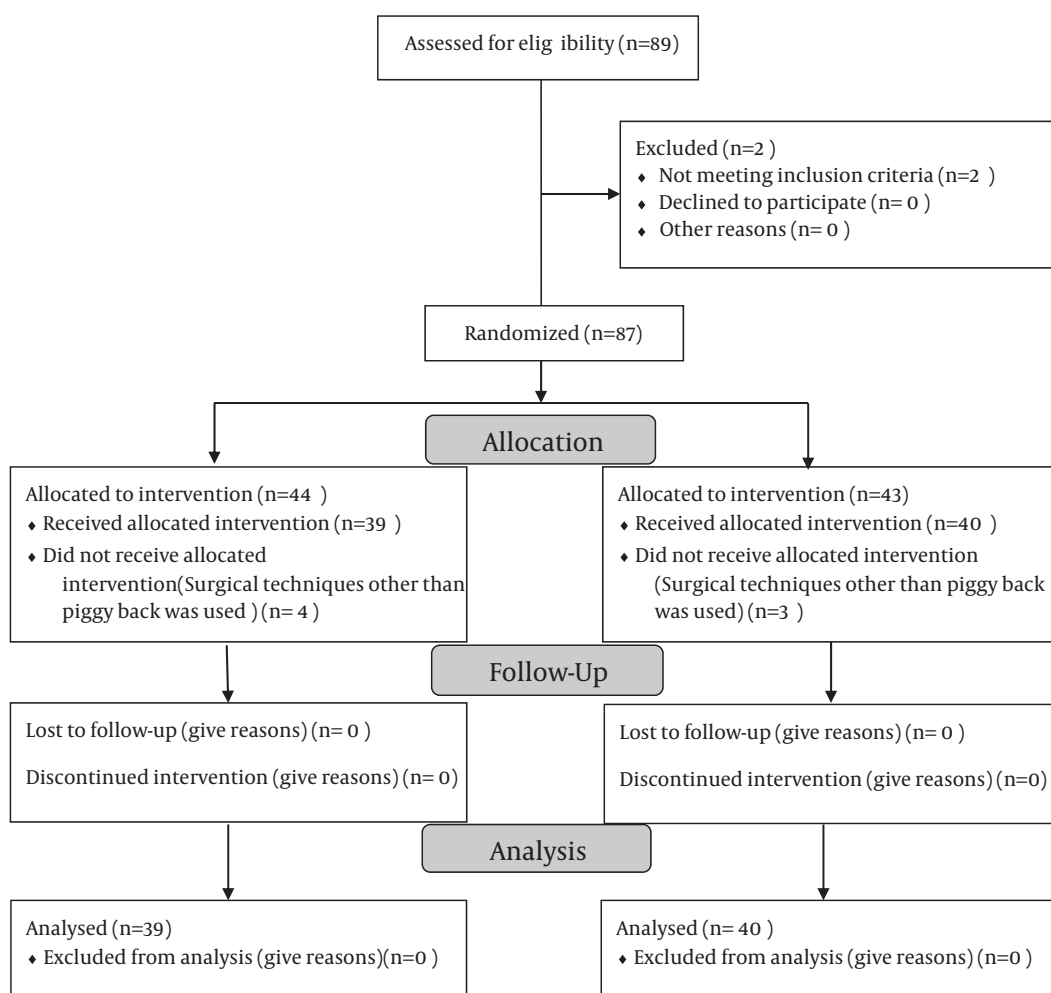 Assessed for elig ibility (n=89)
Excluded (n=2 )
♦ Not meeting inclusion criteria (n=2 )
♦ Declined to participate (n= 0 )
♦ Other reasons (n= 0 )
Randomized (n=87)
Allocation
Allocated to intervention (n=44 )
♦ Received allocated intervention (n=39 )
♦ Did not receive allocated
intervention(Surgical techniques other than
piggy back was used ) (n= 4 )
Allocated to intervention (n=43)
♦ Received allocated intervention (n=40 )
♦ Did not receive allocated intervention
(Surgical techniques other than piggy back
was used) (n=3 )
Follow-Up
Lost to follow-up (give reasons) (n= 0 )
Discontinued intervention (give reasons) (n= 0)
Lost to follow-up (give reasons) (n= 0 )
Discontinued intervention (give reasons) (n=0)
Analysis
Analysed (n=39)
♦ Excluded from analysis (give reasons)(n=0 )
Analysed (n= 40 )
♦ Excluded from analysis (give reasons) (n=0 )